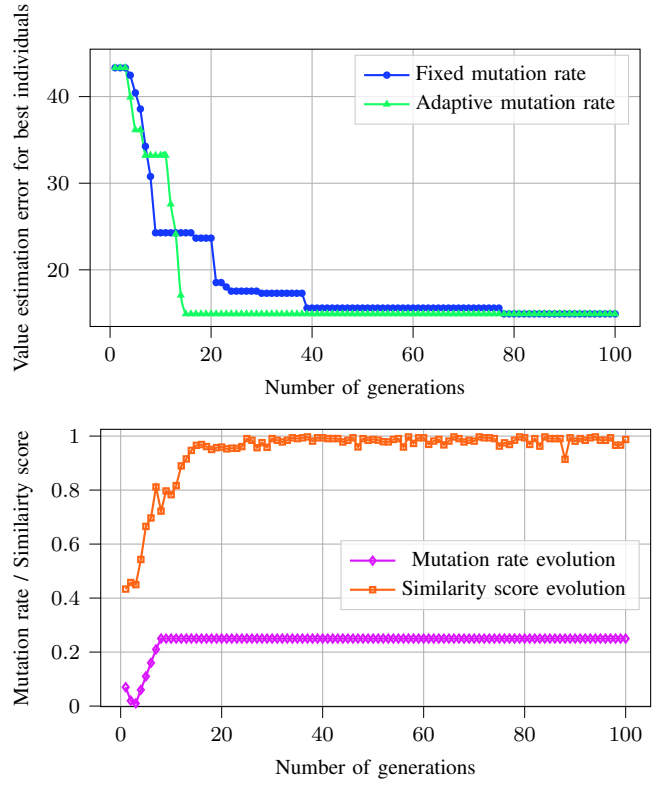 Value estimation error for best individuals
40
20
Fixed mutation rate
Adaptive mutation rate
0
20
40
60
80
100
Number of generations
Mutation rate / Similairty score
1
0.8
0.6
0.4
0.2
0
Mutation rate evolution
Similarity score evolution
0
20
40
60
80
100
Number of generations